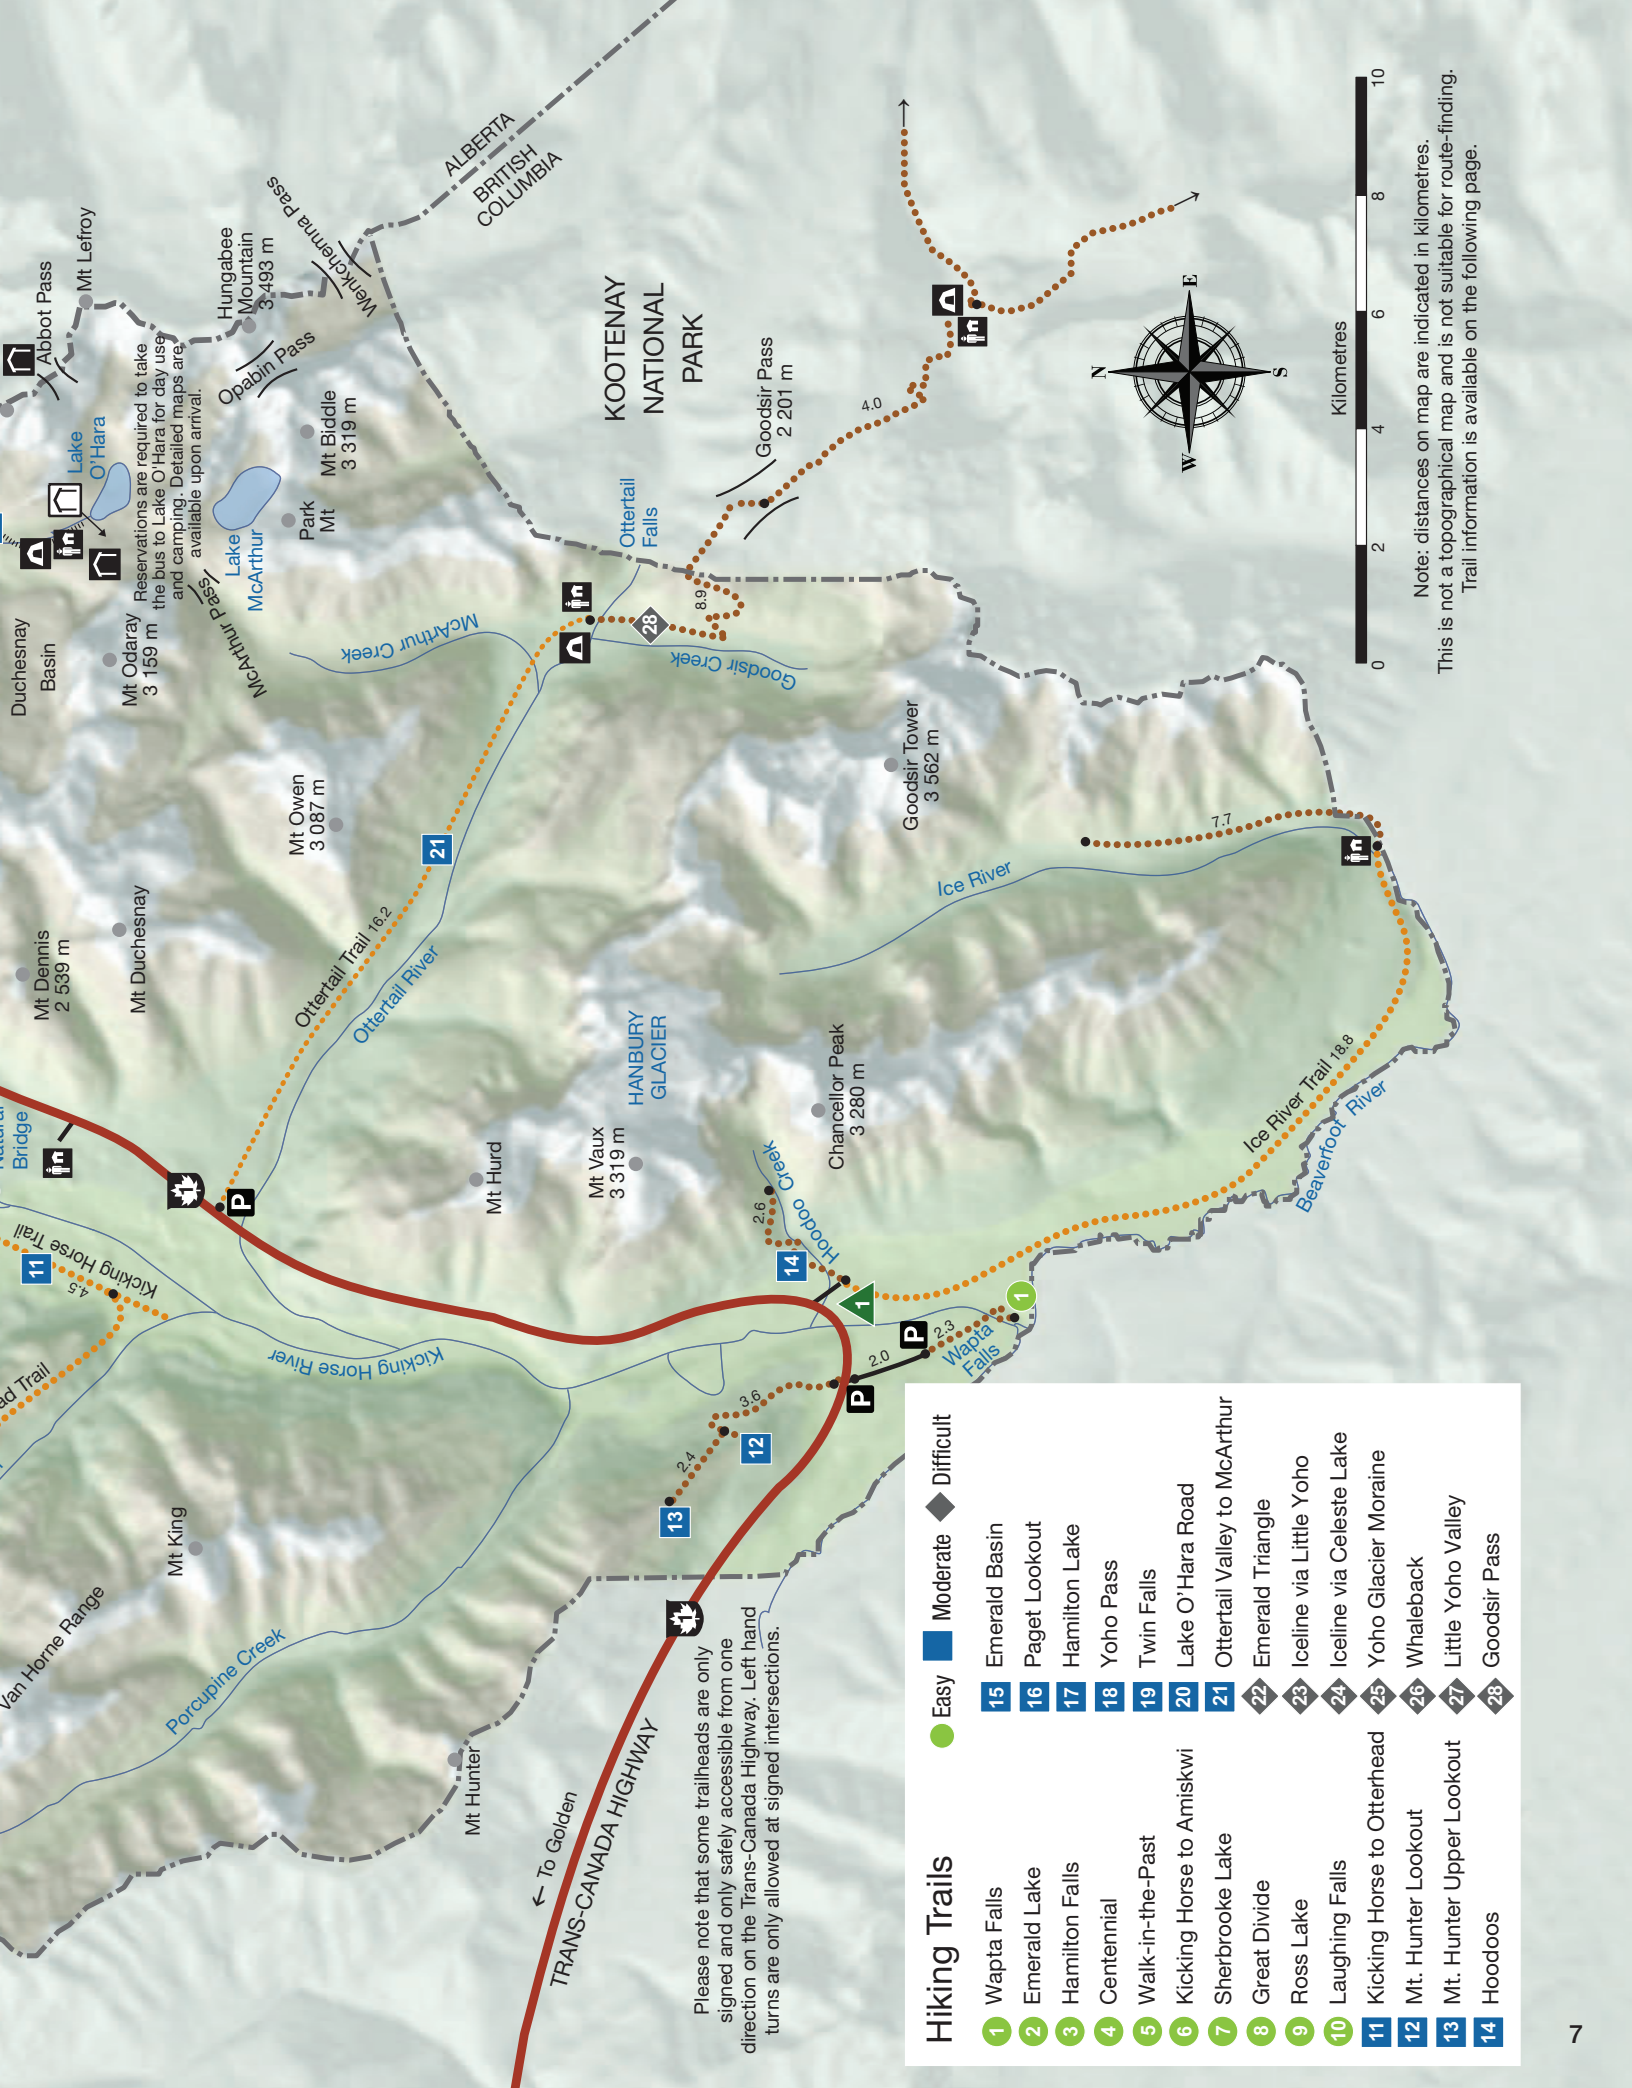 Abbot Pass
Mt Lefroy
Lake
O'Hara
Reservations are required to take
the bus to Lake O'Hara for day use
and camping. Detailed maps are
available upon arrival.
Hungabee
Mountain
3 493 m
Wenkchemna Pass
Opabin Pass
ALBERTA
BRITISH
COLUMBIA
Mt Biddle
3 319 m
Park
Mt
Lake
McArthur
McArthur Pass
Duchesnay
Basin
Mt Odaray
3 159 m
McArthur Creek
KOOTENAY
NATIONAL
PARK
Goodsir Pass
2 201 m
4.0
Ottertail
Falls
8.9
28
Goodsir Creek
Goodsir Tower
3 562 m
Mt Owen
3 087 m
21
Ottertail Trail 16.2
Ottertail River
Mt Dennis
2 539 m
Mt Duchesnay
Bridge
1
P
Kicking Horse Trail
11
4.5
Kicking Horse River
ad Trail
Mt Hurd
HANBURY
GLACIER
Mt Vaux
3 319 m
Chancellor Peak
3 280 m
Hoodoo Creek
2.6
14
1
Ice River
7.7
Ice River Trail 18.8
Beaverfoot River
1
Wapta
Falls
2.3
P
2.0
P
3.6
12
2.4
13
Mt King
Van Horne Range
Porcupine Creek
Mt Hunter
1
To Golden
TRANS-CANADA HIGHWAY
Please note that some trailheads are only
signed and only safely accessible from one
direction on the Trans-Canada Highway. Left hand
turns are only allowed at signed intersections.
N
E
S
W
Kilometres
0 2 4 6 8 10
Note: distances on map are indicated in kilometres.
This is not a topographical map and is not suitable for route-finding.
Trail information is available on the following page.
Hiking Trails
Easy
Moderate
Difficult
1 Wapta Falls
2 Emerald Lake
3 Hamilton Falls
4 Centennial
5 Walk-in-the-Past
6 Kicking Horse to Amiskwi
7 Sherbrooke Lake
8 Great Divide
9 Ross Lake
10 Laughing Falls
11 Kicking Horse to Otterhead
12 Mt. Hunter Lookout
13 Mt. Hunter Upper Lookout
14 Hoodoos
15 Emerald Basin
16 Paget Lookout
17 Hamilton Lake
18 Yoho Pass
19 Twin Falls
20 Lake O'Hara Road
21 Ottertail Valley to McArthur
22 Emerald Triangle
23 Iceline via Little Yoho
24 Iceline via Celeste Lake
25 Yoho Glacier Moraine
26 Whaleback
27 Little Yoho Valley
28 Goodsir Pass
7